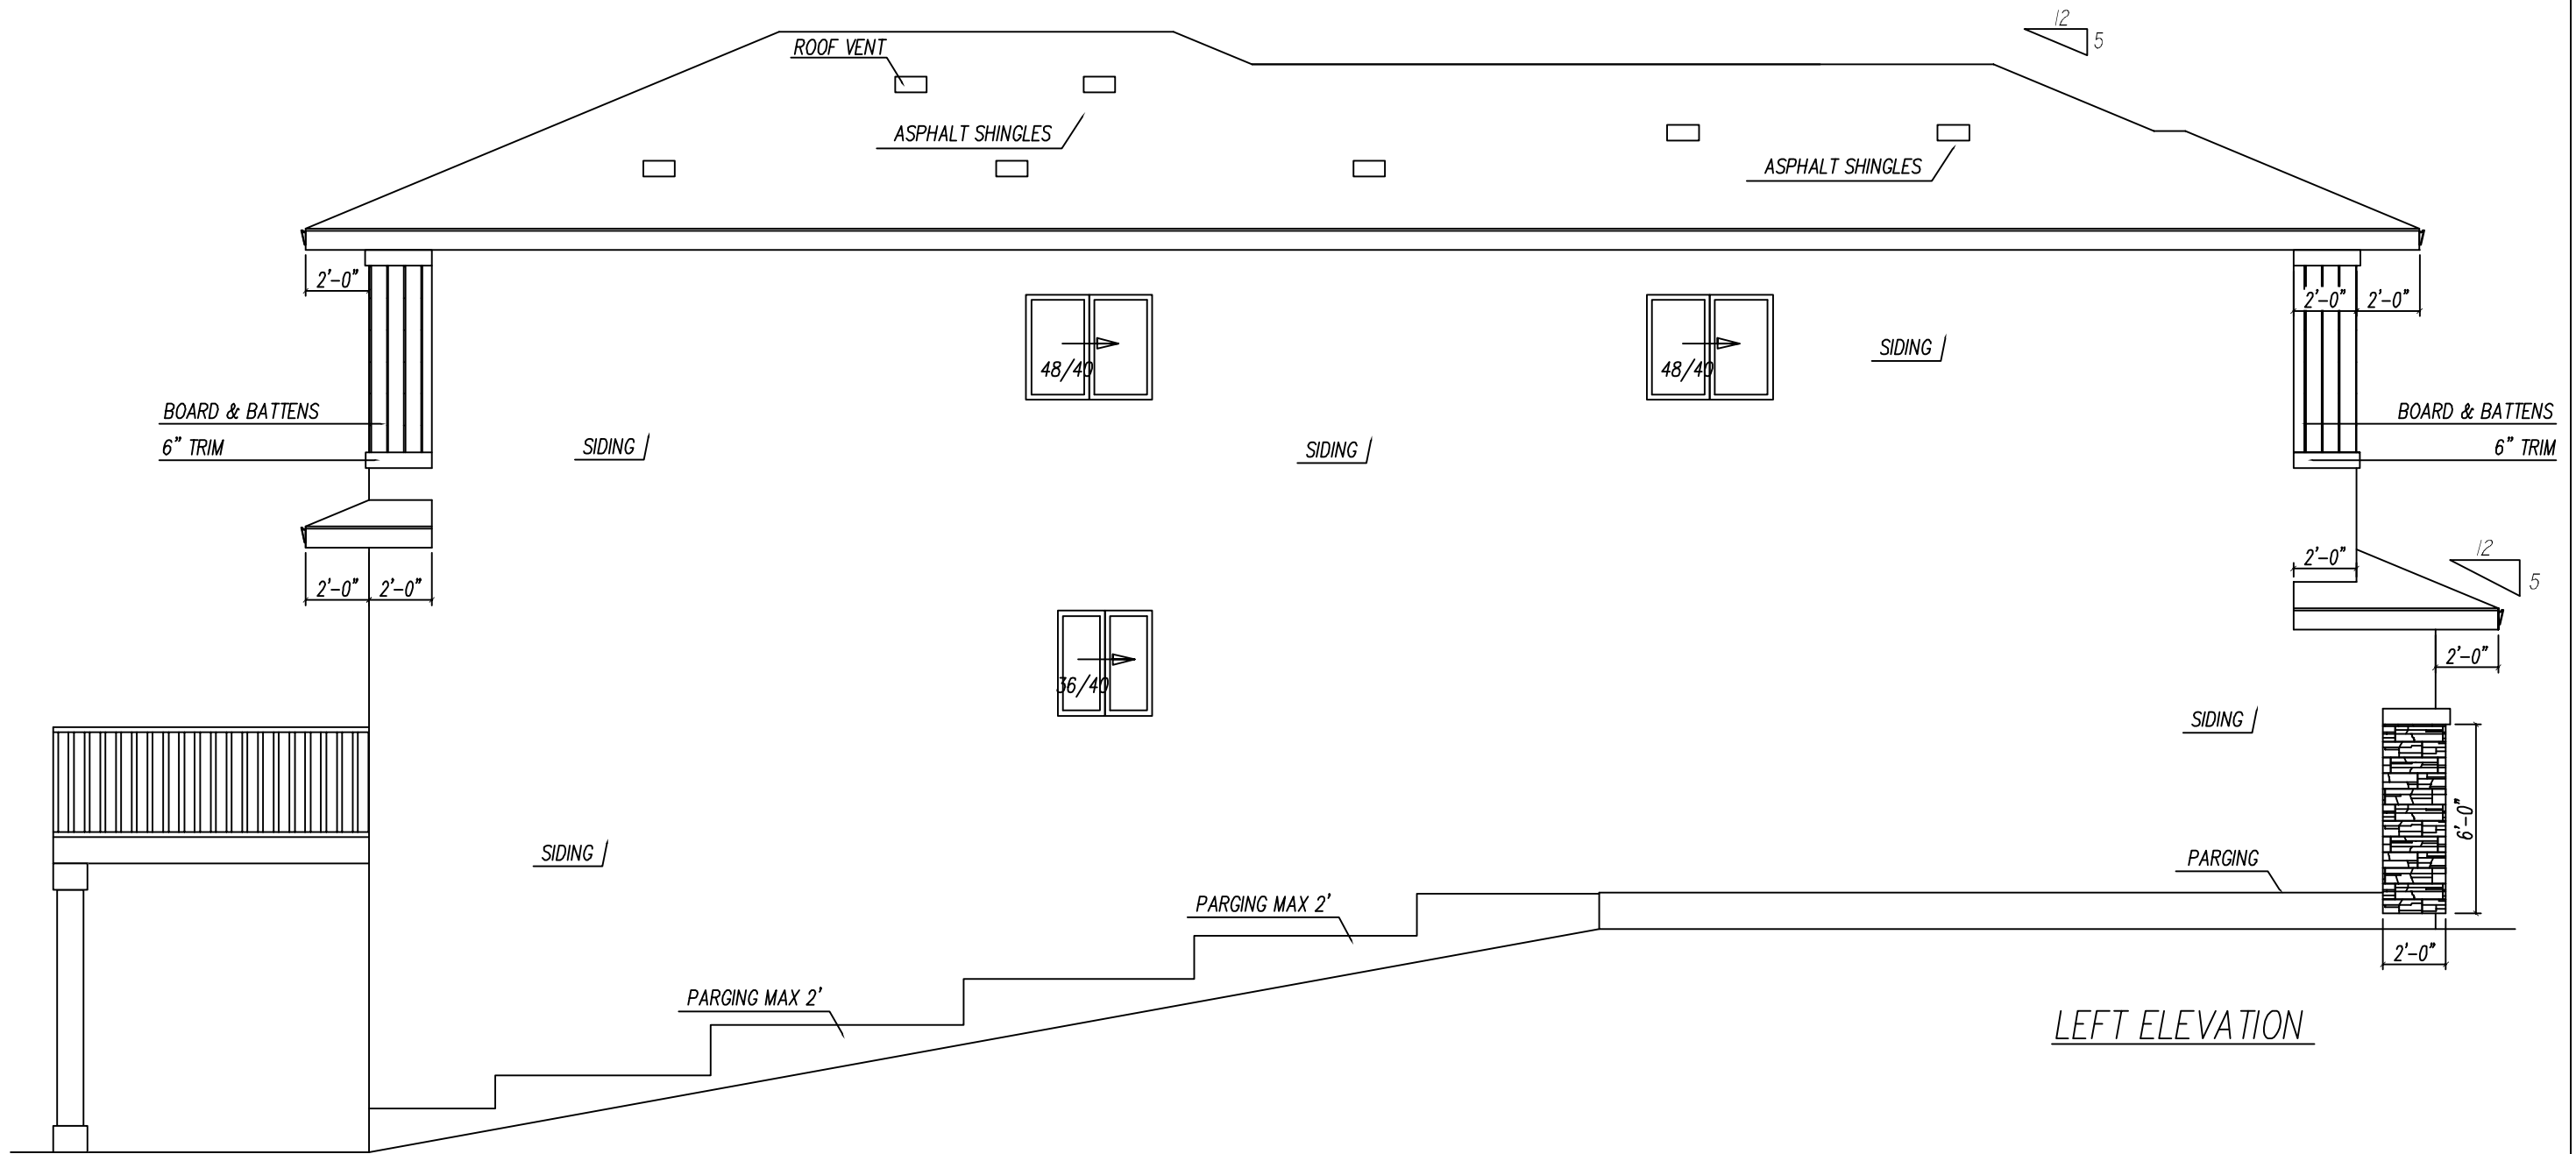 12
5
ROOF VENT
ASPHALT SHINGLES
ASPHALT SHINGLES
2'-0"
2'-0" 2'-0"
48/40
48/40
SIDING
BOARD & BATTENS
6" TRIM
SIDING
SIDING
BOARD & BATTENS
6" TRIM
12
5
2'-0"
2'-0" 2'-0"
2'-0"
36/40
SIDING
6'-0"
SIDING
PARGING
PARGING MAX 2'
2'-0"
PARGING MAX 2'
LEFT ELEVATION